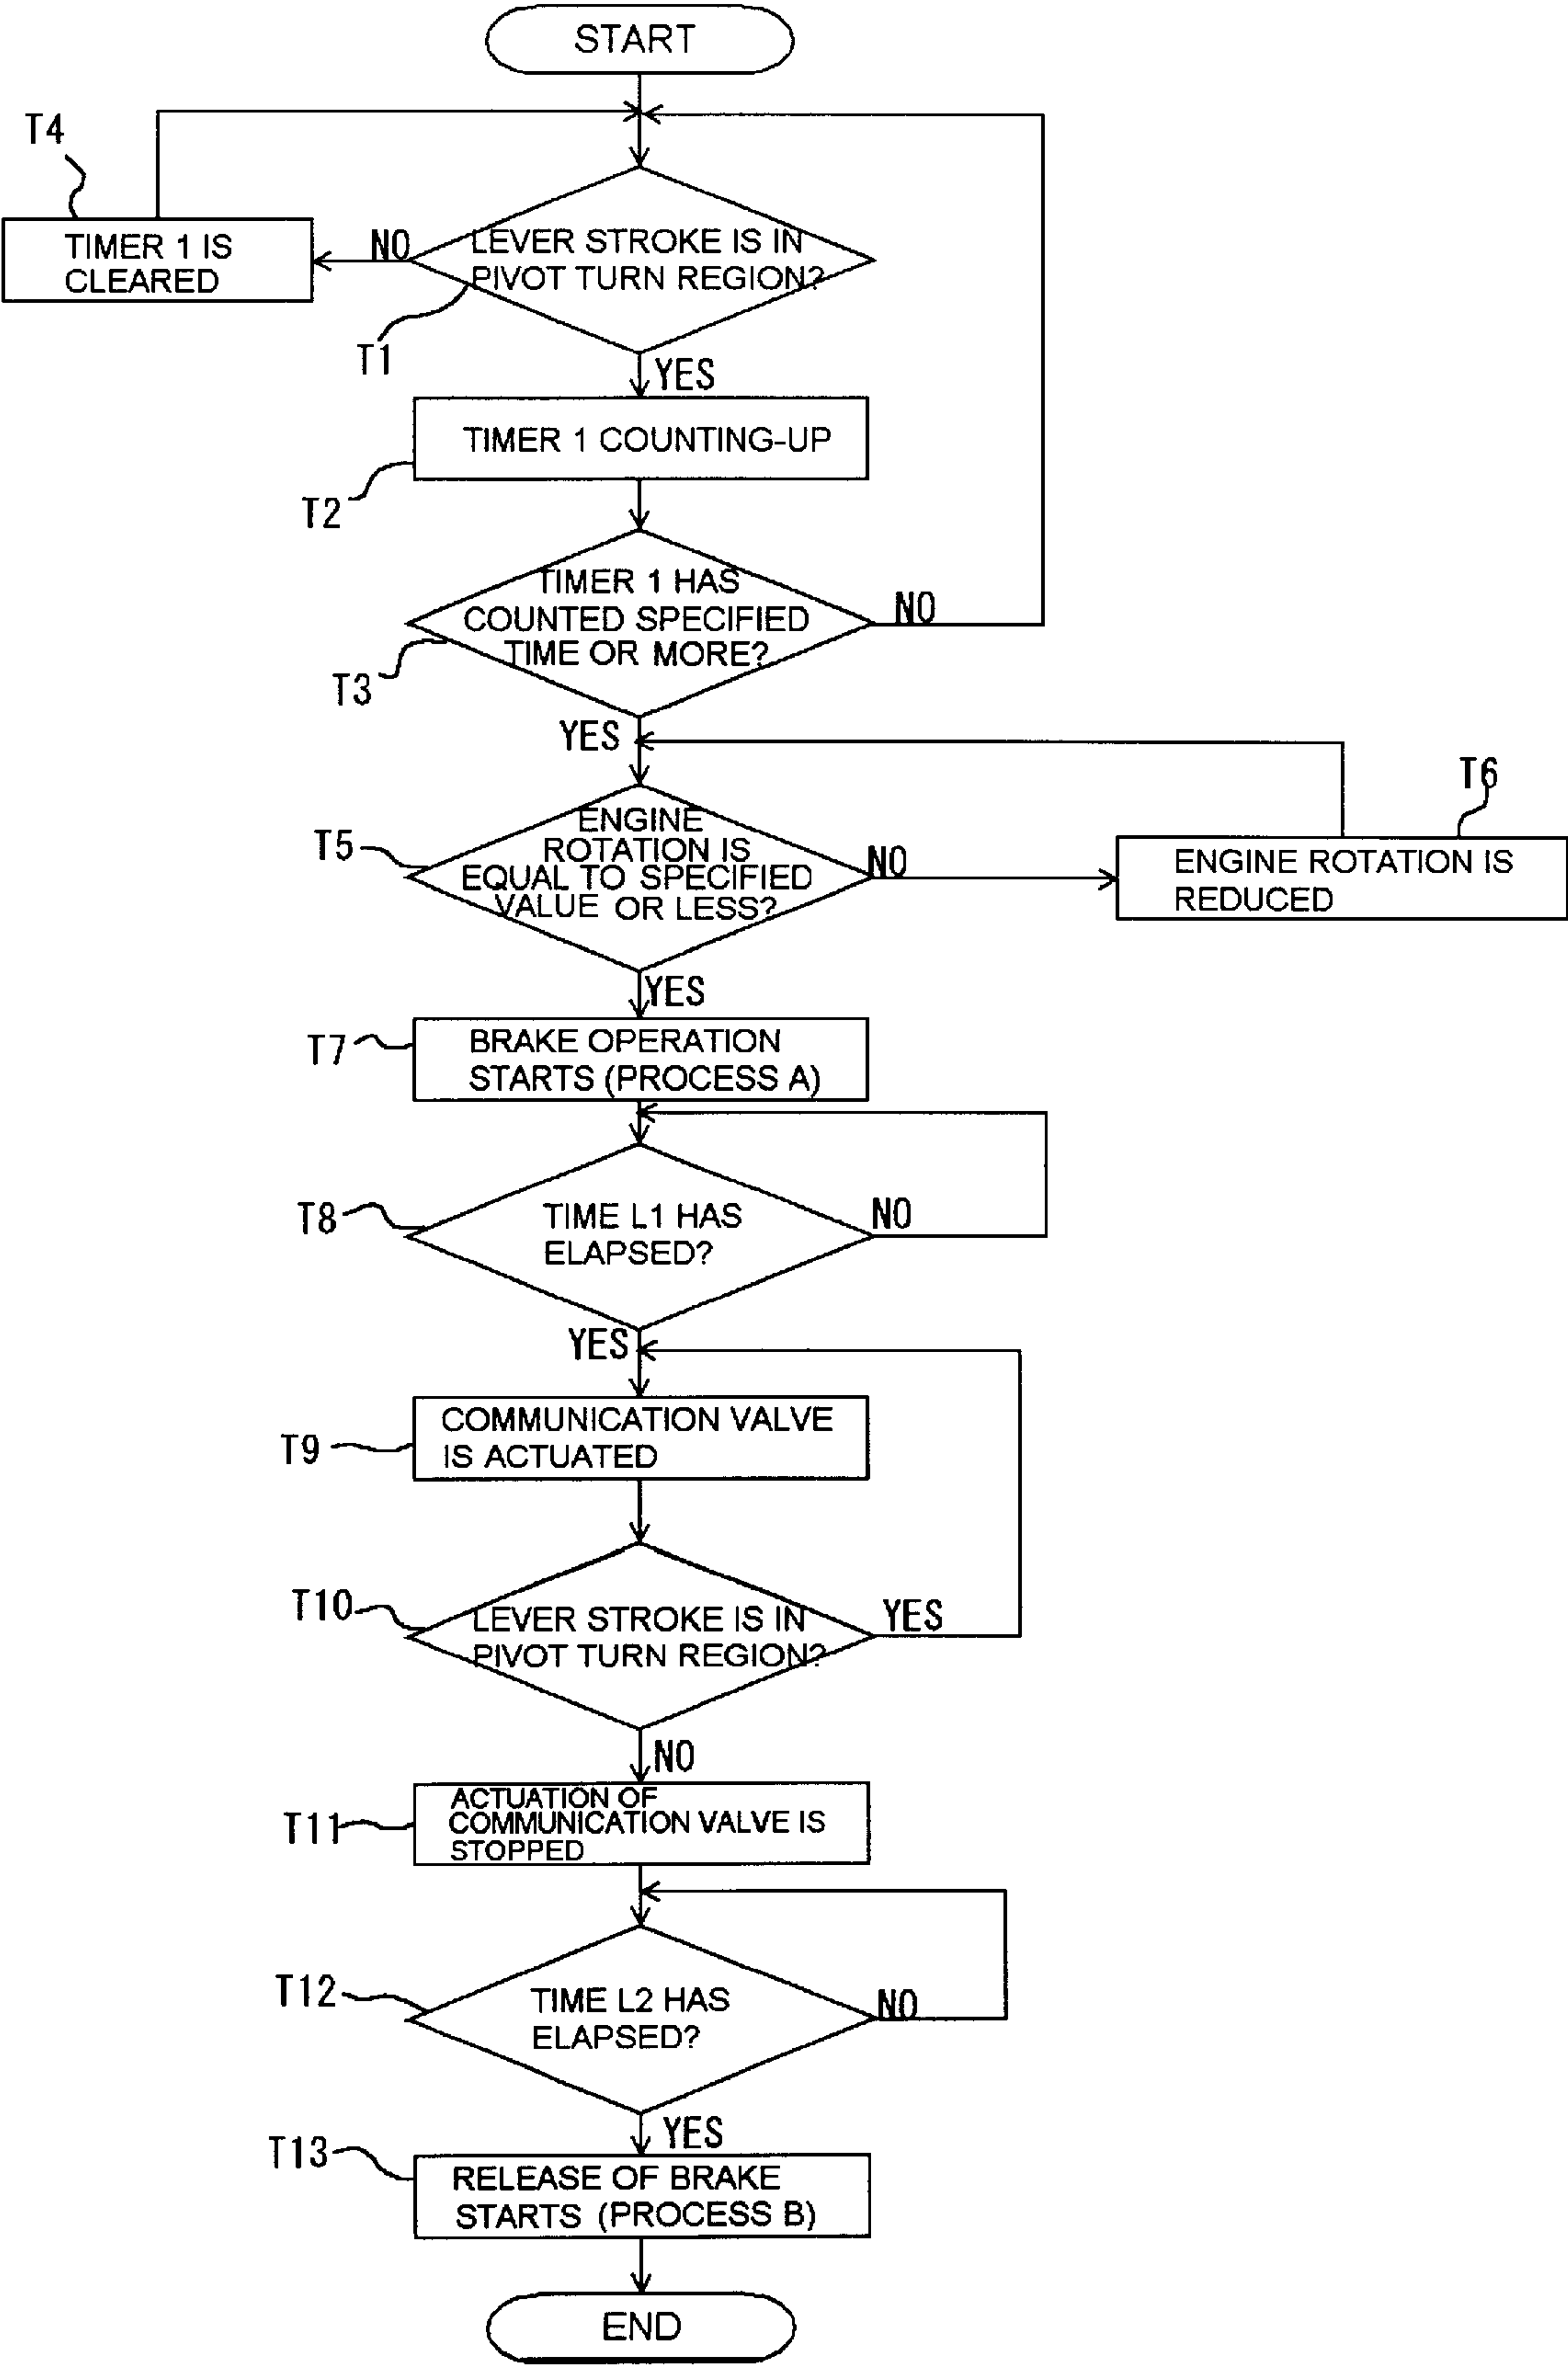 START
T4
TIMER 1 IS
CLEARED
NO
LEVER STROKE IS IN
PIVOT TURN REGION?
T1
YES
TIMER 1 COUNTING-UP
T2
TIMER 1 HAS
COUNTED SPECIFIED
TIME OR MORE?
NO
T3
YES
T5
ENGINE
ROTATION IS
EQUAL TO SPECIFIED
VALUE OR LESS?
NO
T6
ENGINE ROTATION IS
REDUCED
YES
T7
BRAKE OPERATION
STARTS (PROCESS A)
T8
TIME L1 HAS
ELAPSED?
NO
YES
T9
COMMUNICATION VALVE
IS ACTUATED
T10
LEVER STROKE IS IN
PIVOT TURN REGION?
YES
NO
T11
ACTUATION OF
COMMUNICATION VALVE IS
STOPPED
T12
TIME L2 HAS
ELAPSED?
NO
YES
T13
RELEASE OF BRAKE
STARTS (PROCESS B)
END